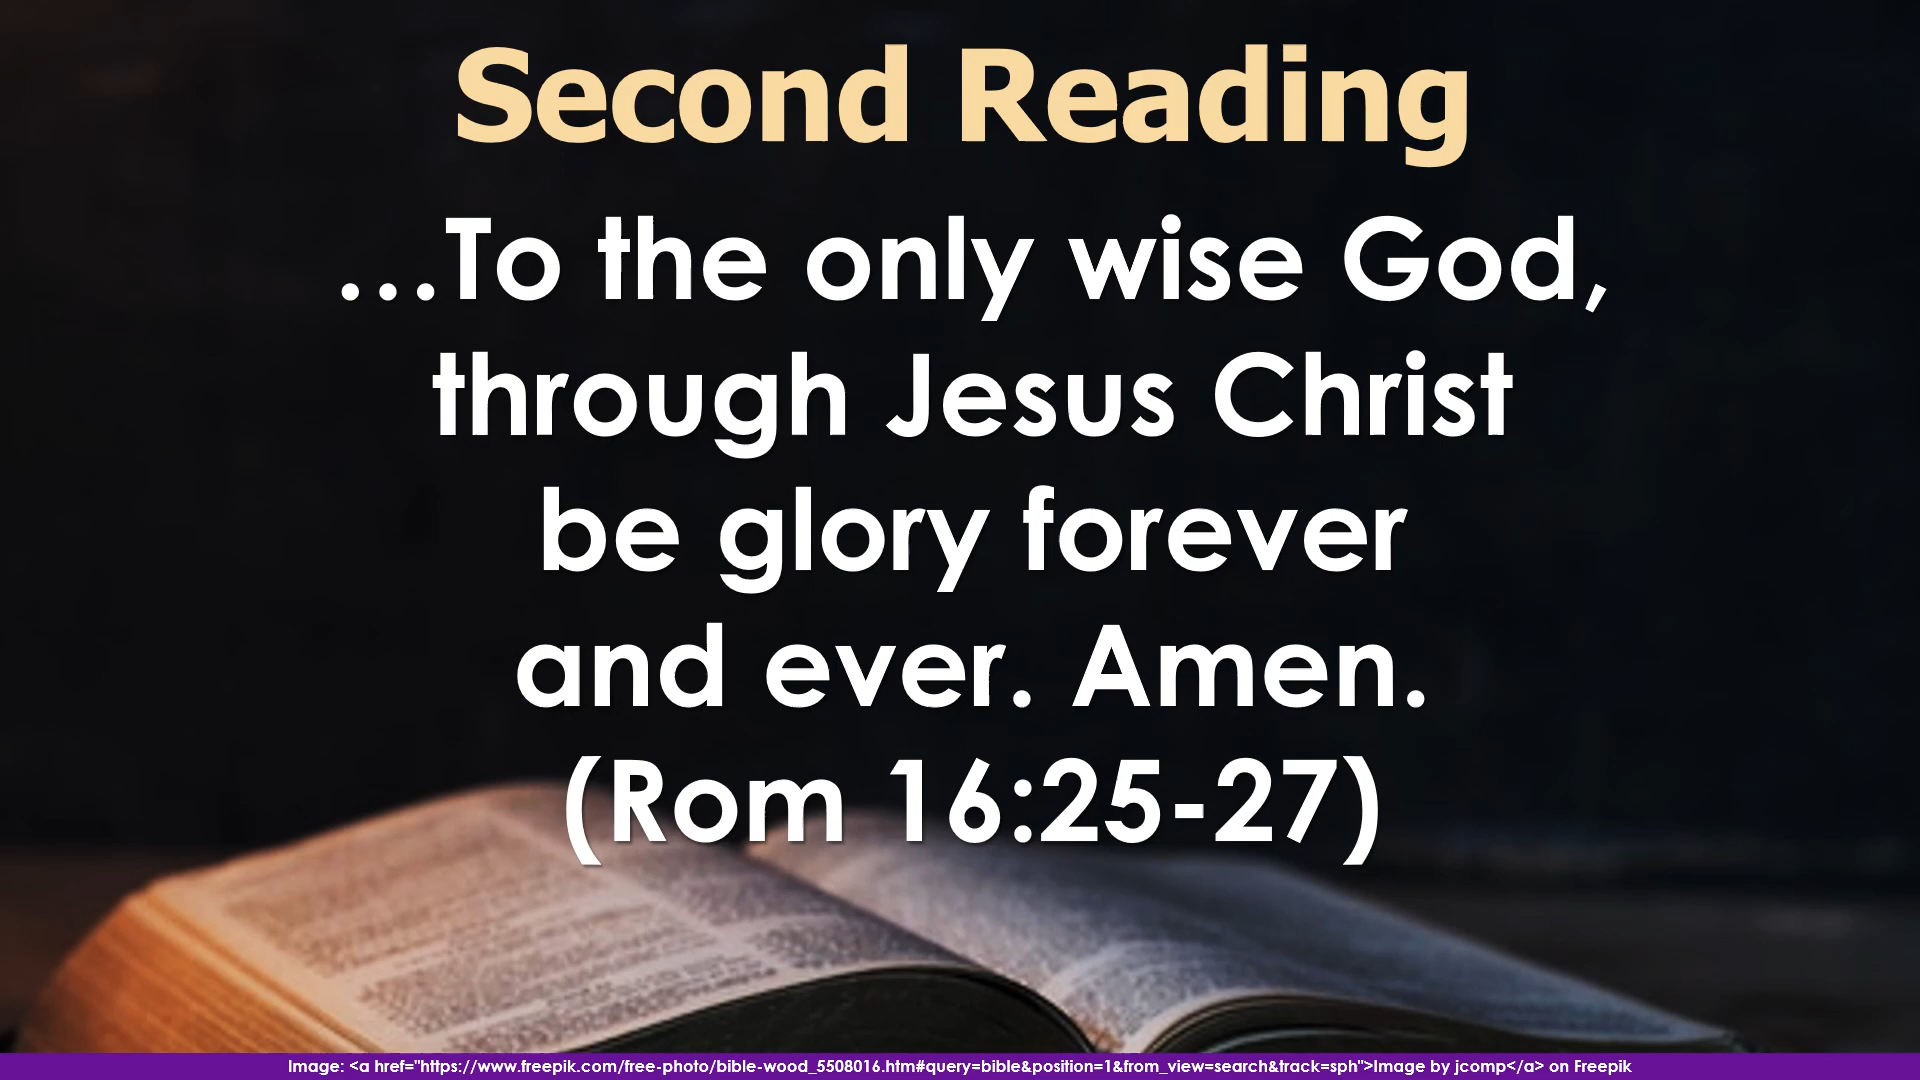 Second Reading
…To the only wise God,
through Jesus Christ
be glory forever
and ever. Amen.
(Rom 16:25-27)
Image: <a href="https://www.freepik.com/free-photo/bible-wood_5508016.htm#query=bible&position=1&from_view=search&track=sph">Image by jcomp</a> on Freepik